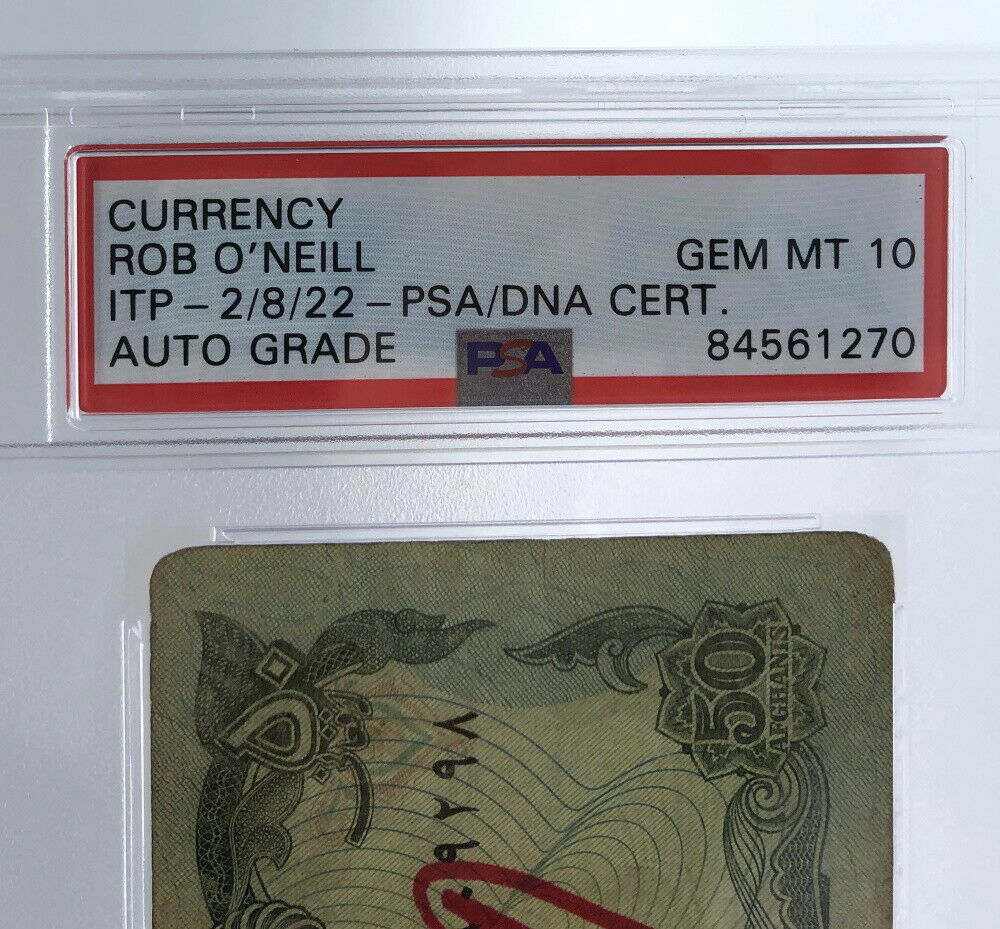 CURRENCY
ROB O'NEILL
GEM MT 10
ITP - 2/8/22 - PSA/DNA CERT.
AUTO GRADE
PSA
84561270
50
AFGHANIS